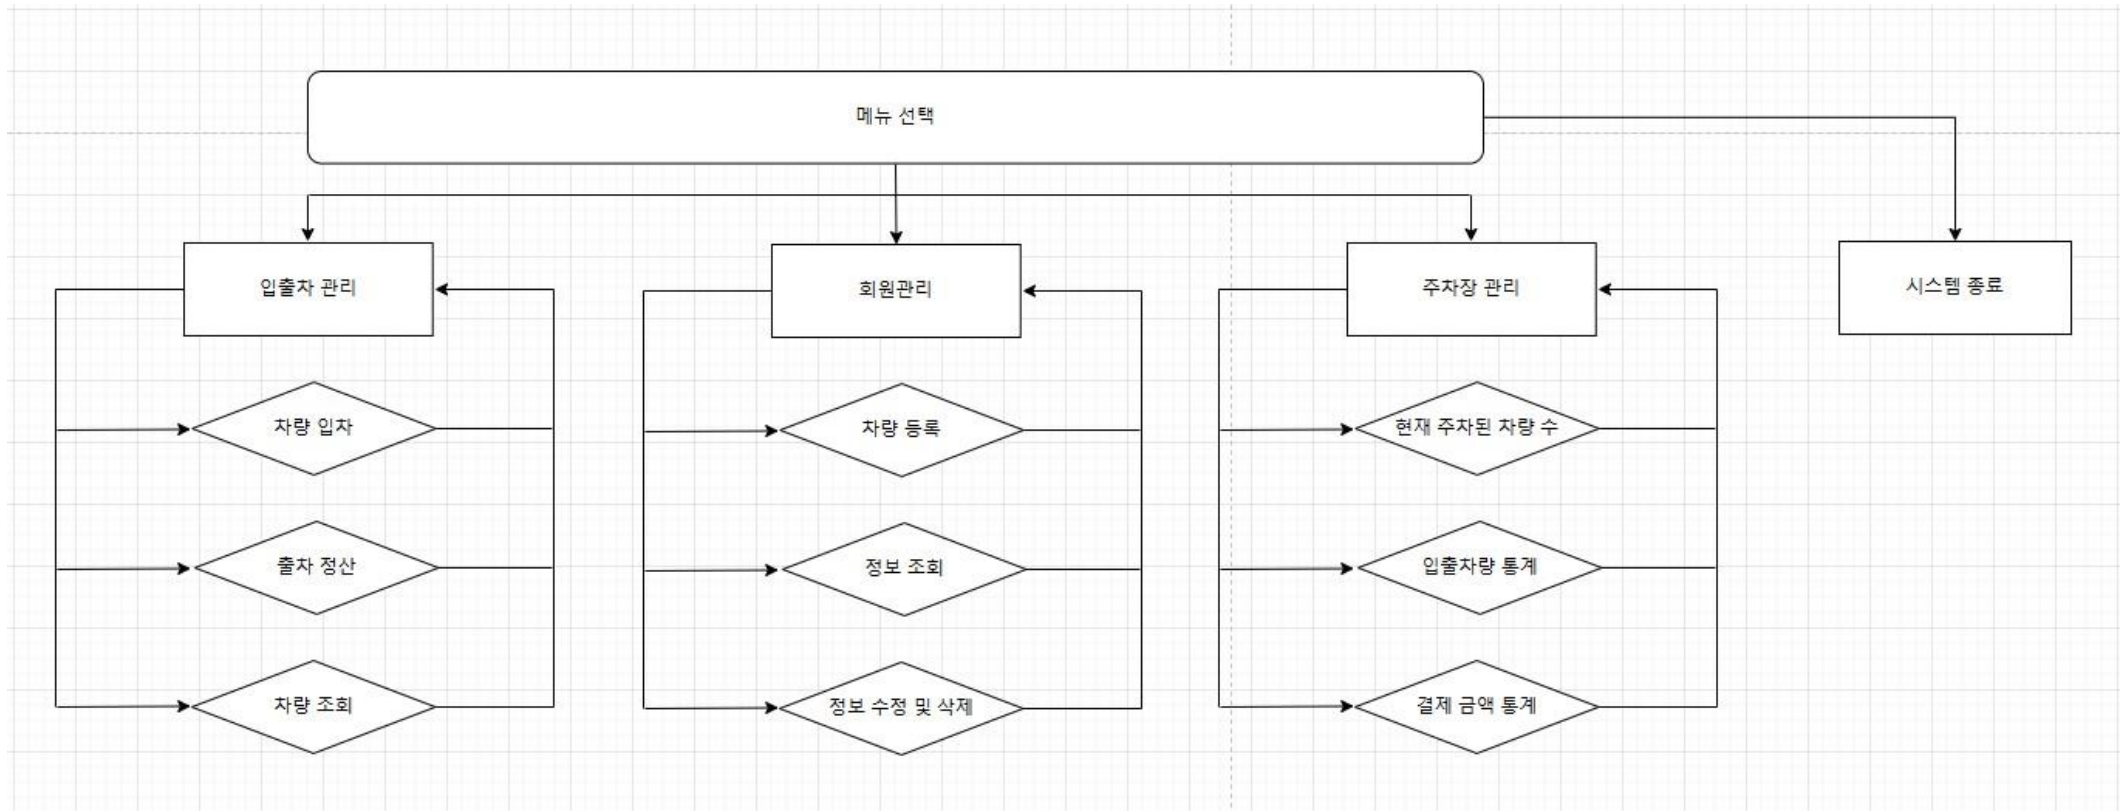 메뉴 선택
입출차 관리
회원관리
주차장 관리
시스템 종료
차량 입차
차량 등록
현재 주차된 차량 수
출차 정산
정보 조회
입출차량 통계
차량 조회
정보 수정 및 삭제
결제 금액 통계